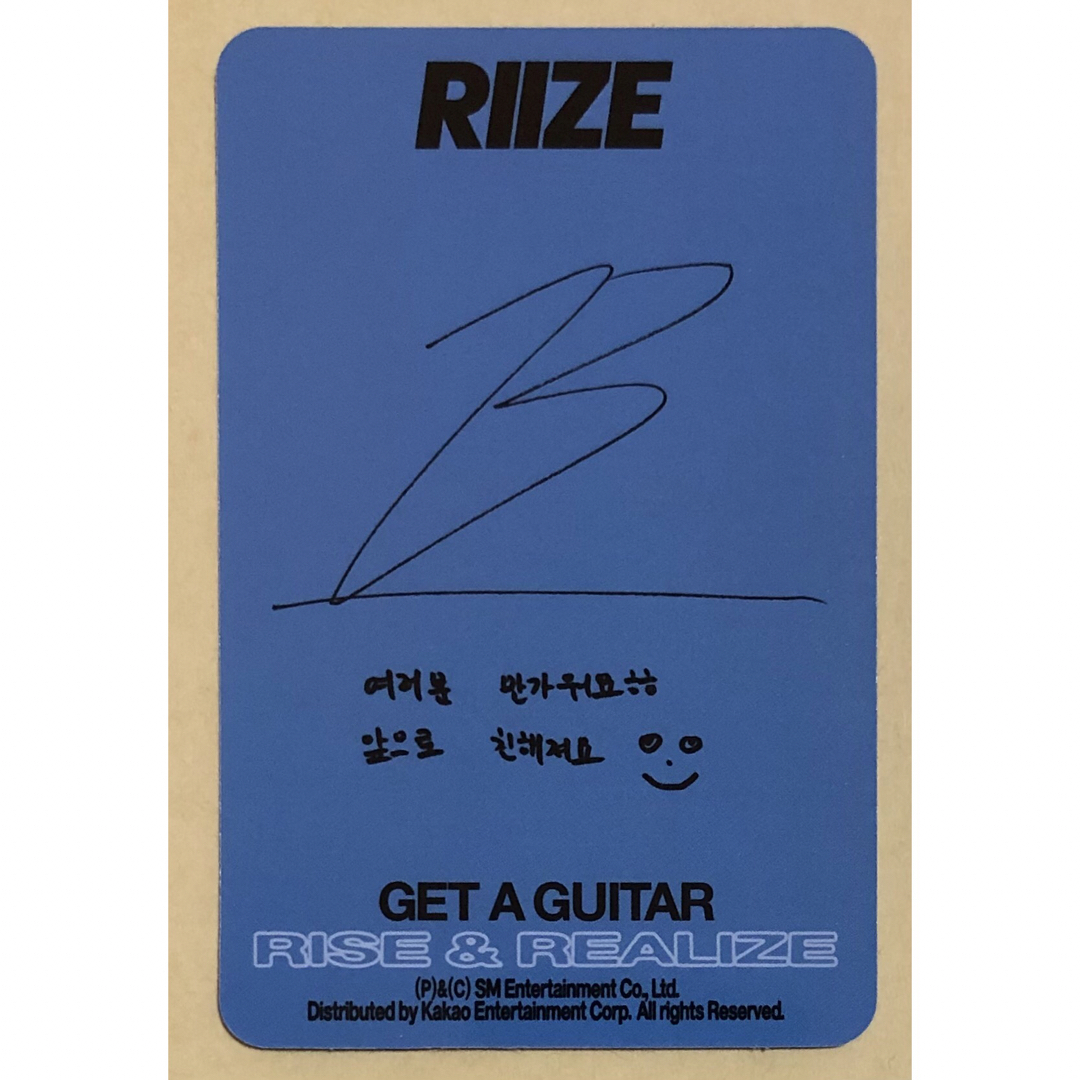 RIIZE
여러분 반가워요ㅎㅎ
앞으로 친해져요
GET A GUITAR
RISE & REALIZE
(P)&(C) SM Entertainment Co., Ltd.
Distributed by Kakao Entertainment Corp. All rights Reserved.